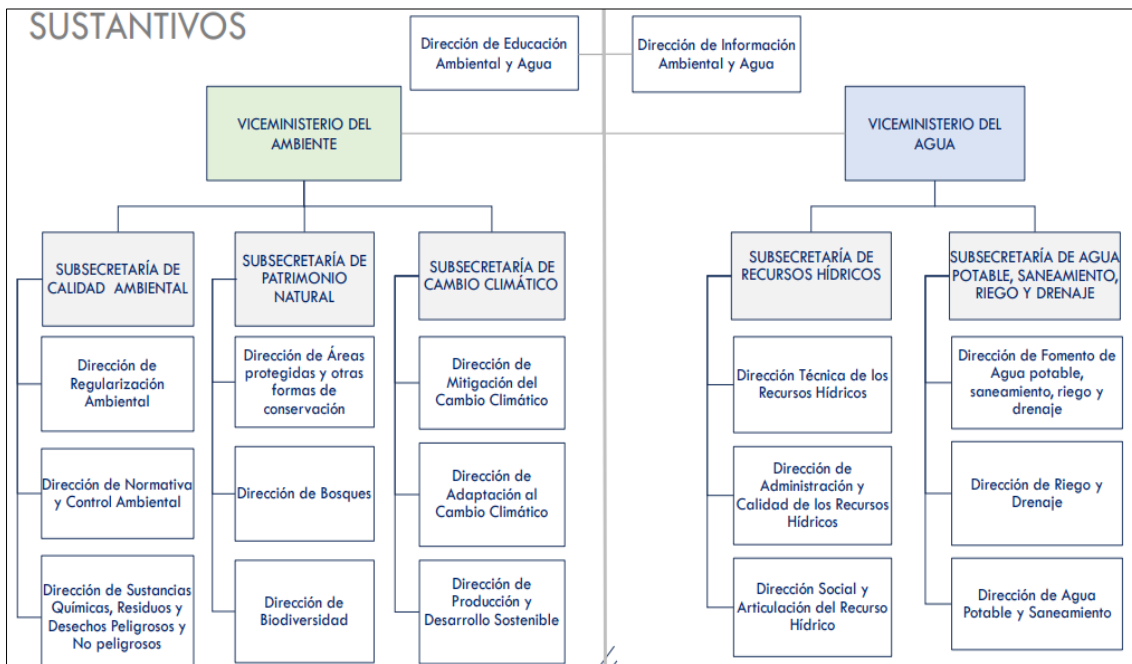 SUSTANTIVOS
Dirección de Educación
Ambiental y Agua
Dirección de Información
Ambiental y Agua
VICEMINISTERIO DEL
AMBIENTE
VICEMINISTERIO DEL
AGUA
SUBSECRETARÍA DE
CALIDAD AMBIENTAL
SUBSECRETARÍA DE
PATRIMONIO
NATURAL
SUBSECRETARÍA DE
CAMBIO CLIMÁTICO
SUBSECRETARÍA DE
RECURSOS HÍDRICOS
SUBSECRETARÍA DE AGUA
POTABLE, SANEAMIENTO,
RIEGO Y DRENAJE
Dirección de
Regularización
Ambiental
Dirección de Áreas
protegidas y otras
formas de
conservación
Dirección de
Mitigación del
Cambio Climático
Dirección Técnica de los
Recursos Hídricos
Dirección de Fomento de
Agua potable,
saneamiento, riego y
drenaje
Dirección de Normativa
y Control Ambiental
Dirección de Bosques
Dirección de
Adaptación al
Cambio Climático
Dirección de
Administración y
Calidad de los Recursos
Hídricos
Dirección de Riego y
Drenaje
Dirección de Sustancias
Químicas, Residuos y
Desechos Peligrosos y
No peligrosos
Dirección de
Biodiversidad
Dirección de
Producción y
Desarrollo Sostenible
Dirección Social y
Articulación del Recurso
Hídrico
Dirección de Agua
Potable y Saneamiento